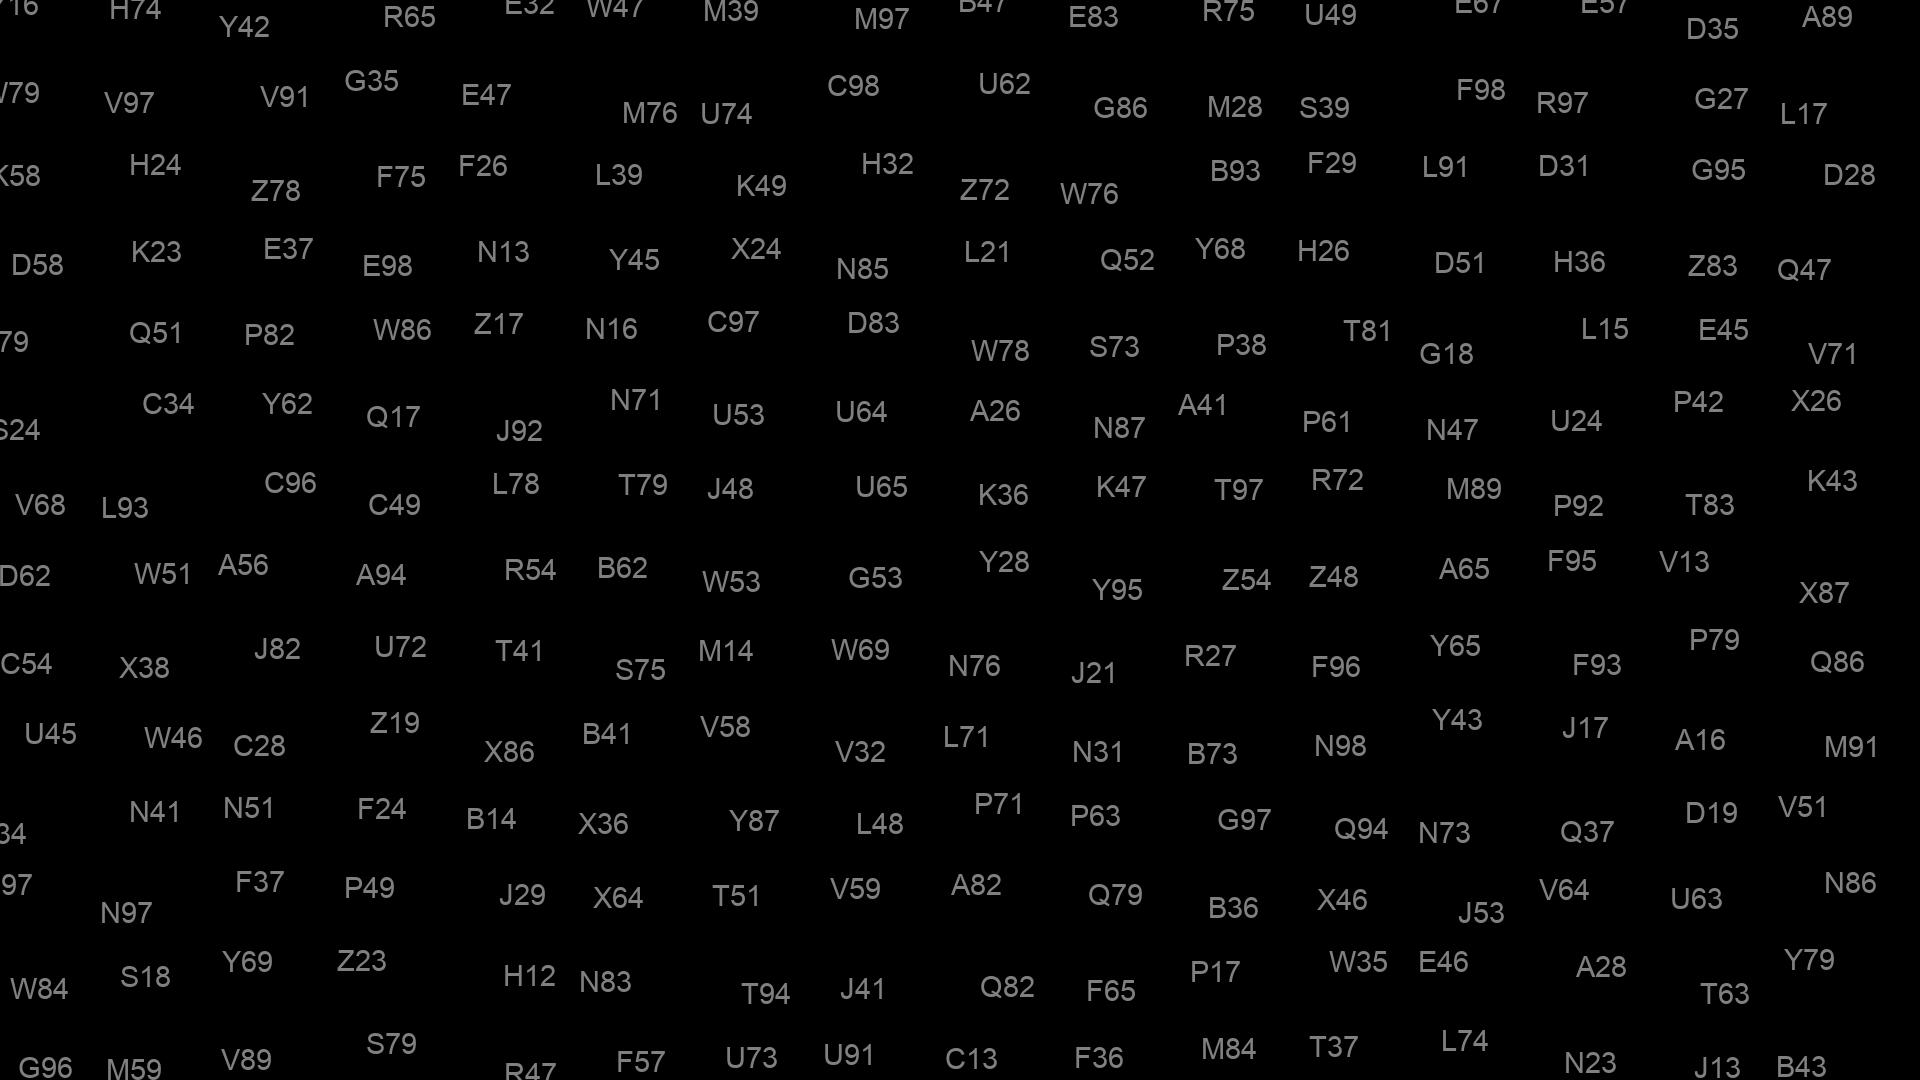 H74 Y42 R65 E32 W47 M39 M97 B47 E83 R75 U49 E67 E57 D35 A89
V97 V91 G35 E47 M76 U74 C98 U62 G86 M28 S39 F98 R97 G27 L17
K58 H24 Z78 F75 F26 L39 K49 H32 Z72 W76 B93 F29 L91 D31 G95 D28
D58 K23 E37 E98 N13 Y45 X24 N85 L21 Q52 Y68 H26 D51 H36 Z83 Q47
79 Q51 P82 W86 Z17 N16 C97 D83 W78 S73 P38 T81 G18 L15 E45 V71
S24 C34 Y62 Q17 J92 N71 U53 U64 A26 N87 A41 P61 N47 U24 P42 X26
V68 L93 C96 C49 L78 T79 J48 U65 K36 K47 T97 R72 M89 P92 T83 K43
D62 W51 A56 A94 R54 B62 W53 G53 Y28 Y95 Z54 Z48 A65 F95 V13 X87
C54 X38 J82 U72 T41 S75 M14 W69 N76 J21 R27 F96 Y65 F93 P79 Q86
U45 W46 C28 Z19 X86 B41 V58 V32 L71 N31 B73 N98 Y43 J17 A16 M91
34 N41 N51 F24 B14 X36 Y87 L48 P71 P63 G97 Q94 N73 Q37 D19 V51
97 N97 F37 P49 J29 X64 T51 V59 A82 Q79 B36 X46 J53 V64 U63 N86
W84 S18 Y69 Z23 H12 N83 T94 J41 Q82 F65 P17 W35 E46 A28 T63 Y79
G96 M59 V89 S79 R47 F57 U73 U91 C13 F36 M84 T37 L74 N23 J13 B43